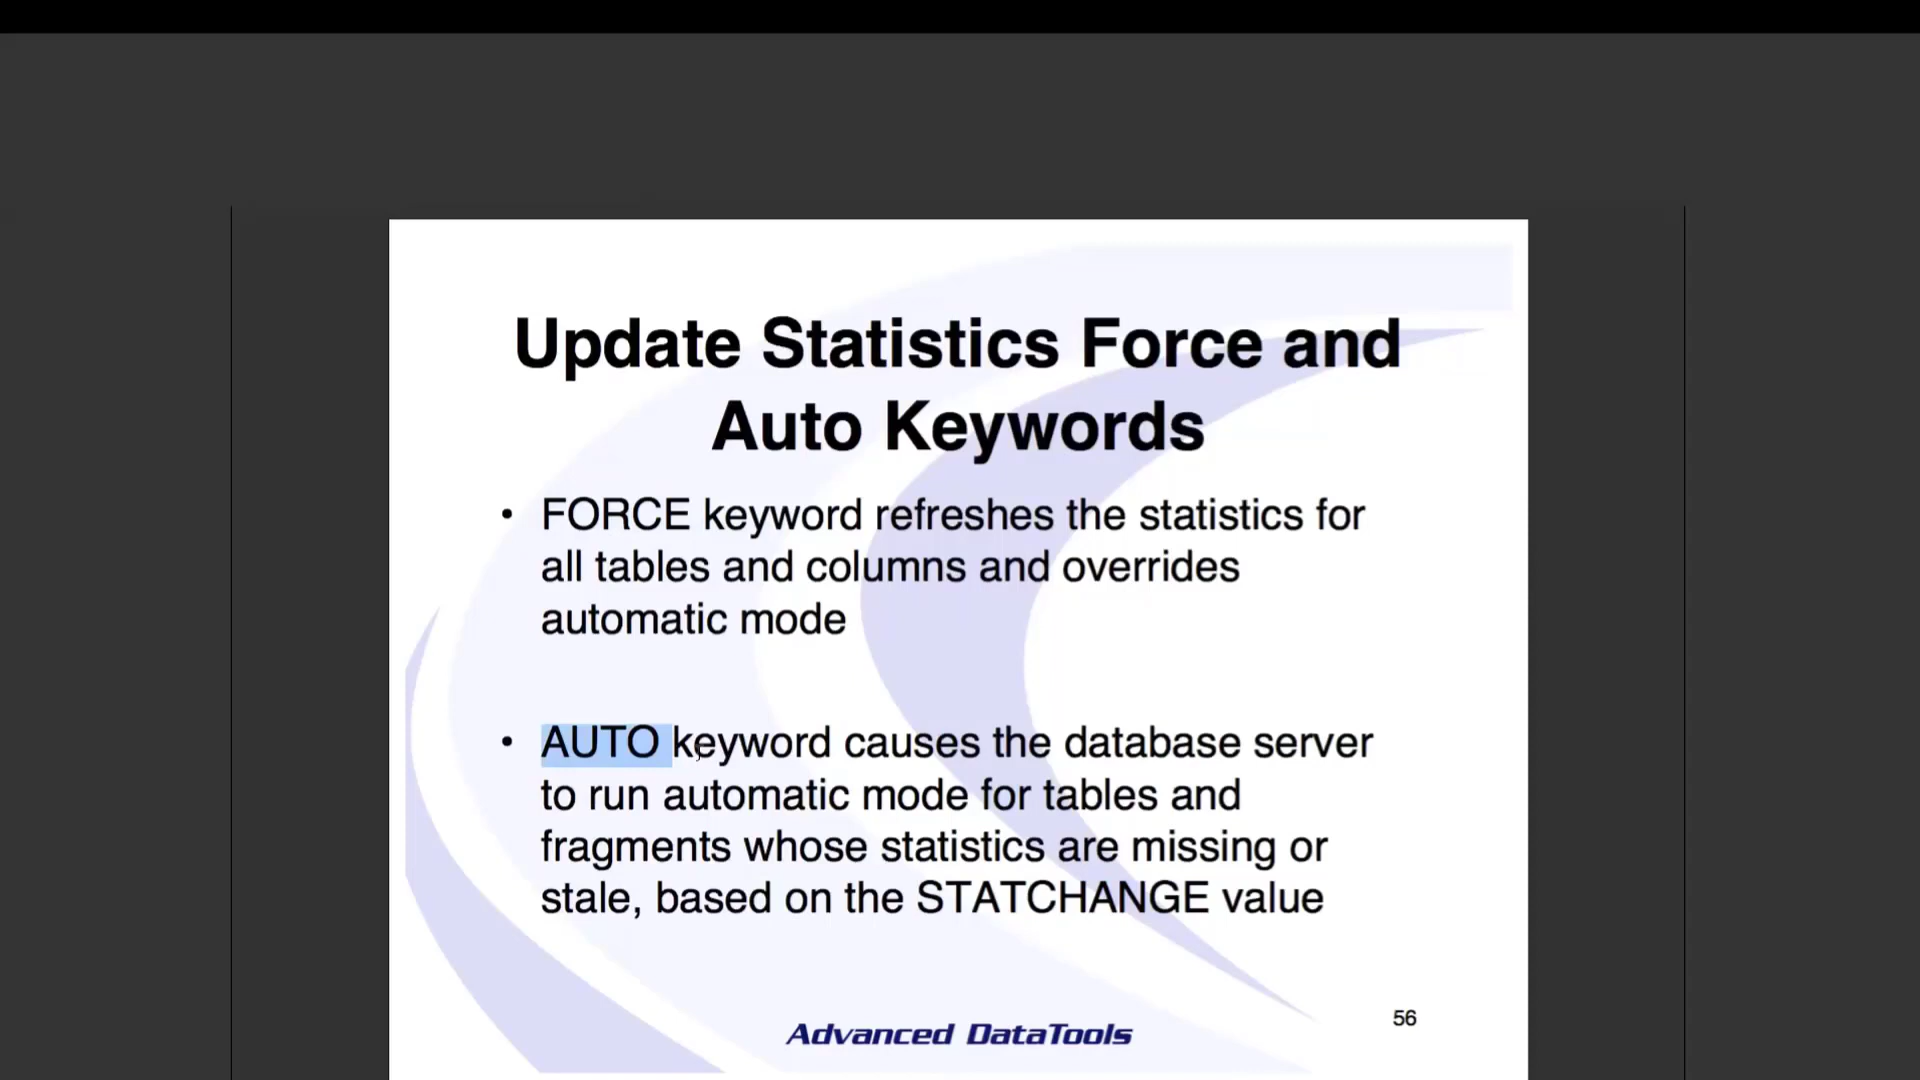 Update Statistics Force and
Auto Keywords
• FORCE keyword refreshes the statistics for
all tables and columns and overrides
automatic mode
• AUTO keyword causes the database server
to run automatic mode for tables and
fragments whose statistics are missing or
stale, based on the STATCHANGE value
Advanced DataTools
56